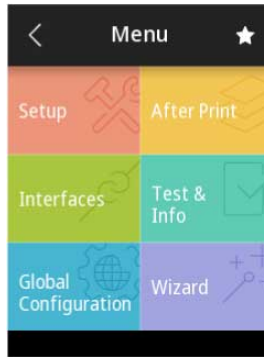 Menu
Setup
After Print
Interfaces
Test &
Info
Global
Configuration
Wizard